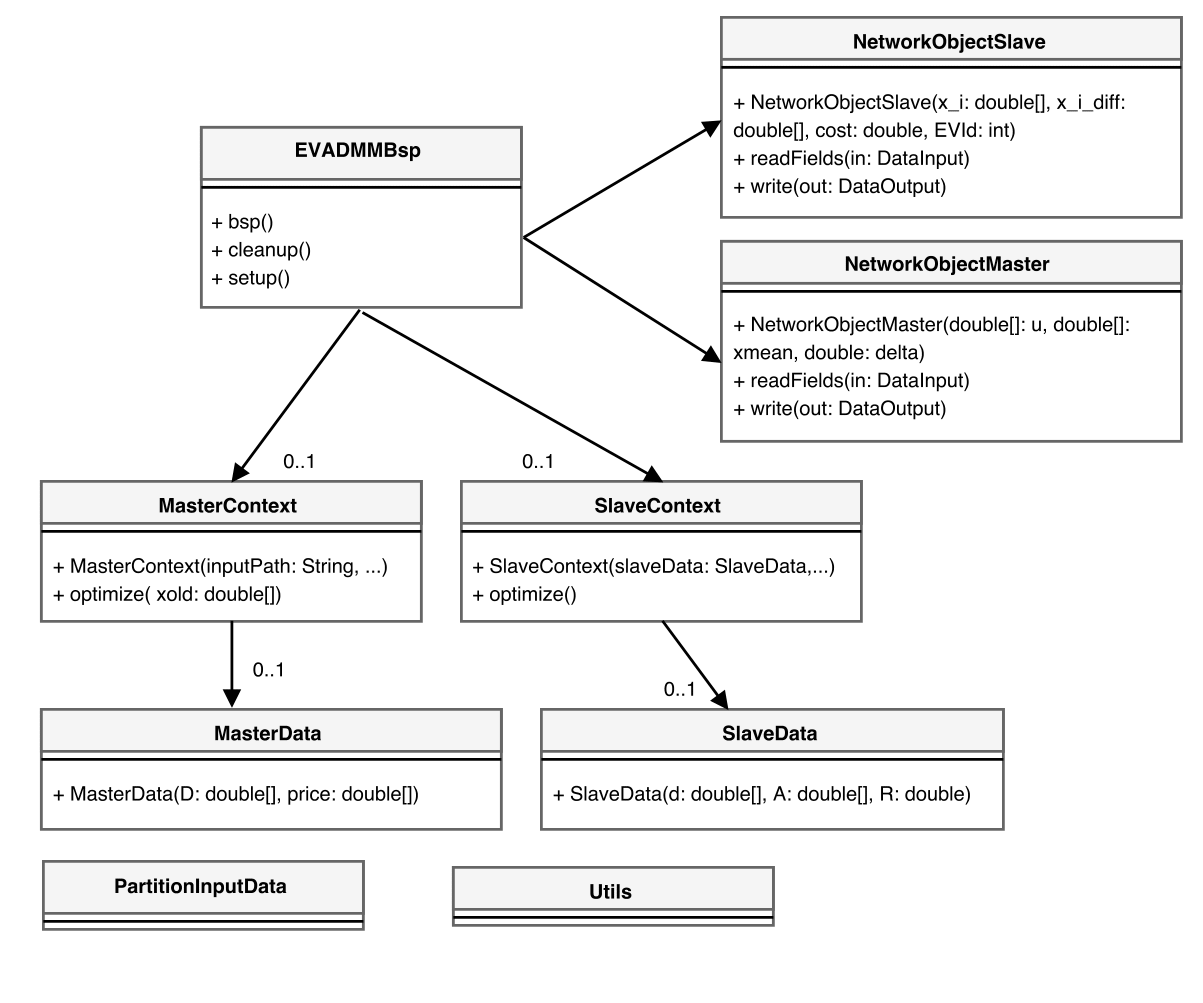 NetworkObjectSlave
+ NetworkObjectSlave(x_i: double[], x_i_diff:
double[], cost: double, EVId: int)
+ readFields(in: DataInput)
+ write(out: DataOutput)
EVADMMBsp
+ bsp()
+ cleanup()
+ setup()
NetworkObjectMaster
+ NetworkObjectMaster(double[]: u, double[]:
xmean, double: delta)
+ readFields(in: DataInput)
+ write(out: DataOutput)
0..1
0..1
MasterContext
+ MasterContext(inputPath: String, ...)
+ optimize( xold: double[])
SlaveContext
+ SlaveContext(slaveData: SlaveData,...)
+ optimize()
0..1
0..1
MasterData
+ MasterData(D: double[], price: double[])
SlaveData
+ SlaveData(d: double[], A: double[], R: double)
PartitionInputData
Utils